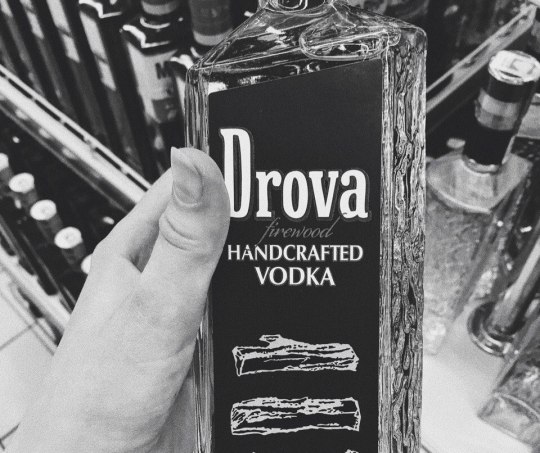 Drova
firewood
HANDCRAFTED
VODKA